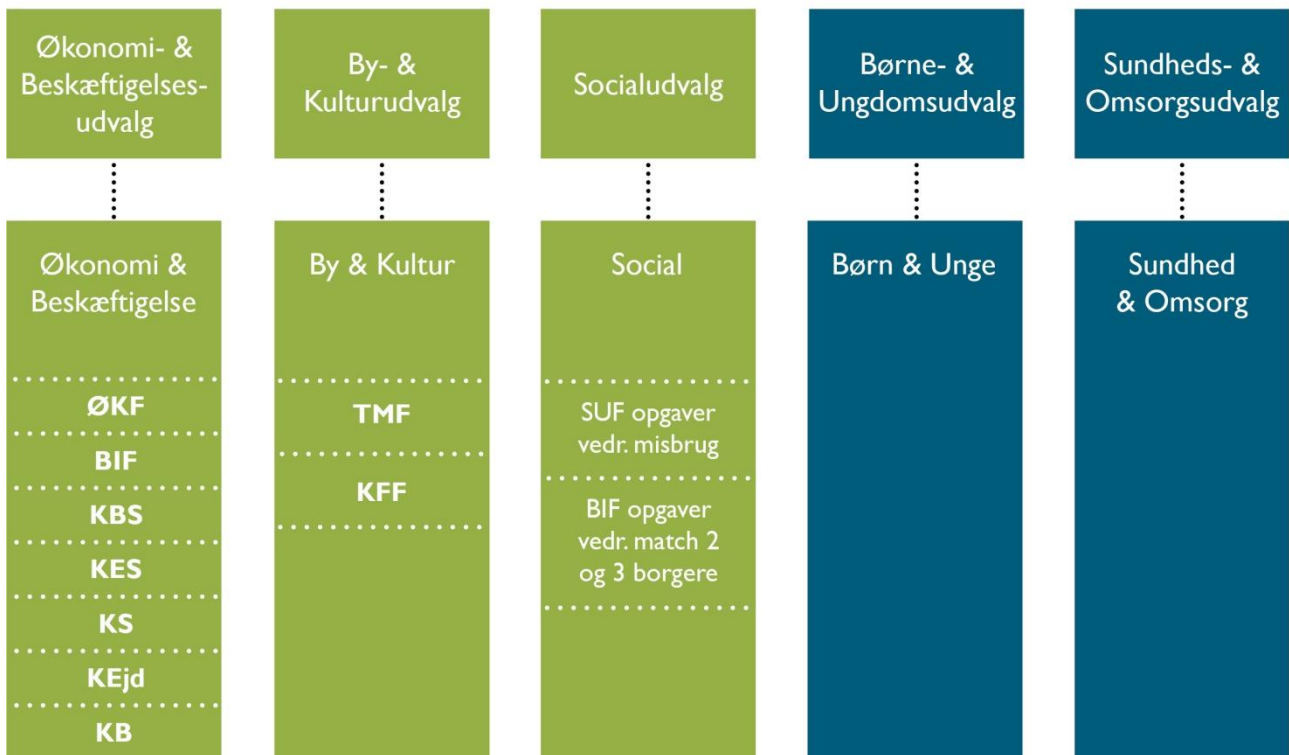 Økonomi- &
Beskæftigelses-
udvalg
By- &
Kulturudvalg
Socialudvalg
Børne- &
Ungdomsudvalg
Sundheds- &
Omsorgsudvalg
Økonomi &
Beskæftigelse
ØKF
BIF
KBS
KES
KS
KEjd
KB
By & Kultur
TMF
KFF
Social
SUF opgaver
vedr. misbrug
BIF opgaver
vedr. match 2
og 3 borgere
Børn & Unge
Sundhed
& Omsorg